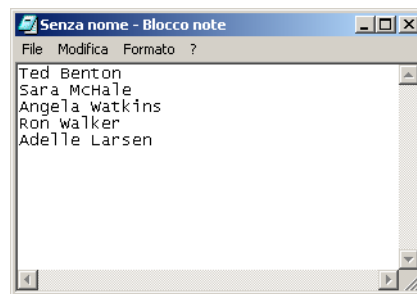 Senza nome - Blocco note
File Modifica Formato ?
Ted Benton
Sara McHale
Angela Watkins
Ron Walker
Adelle Larsen